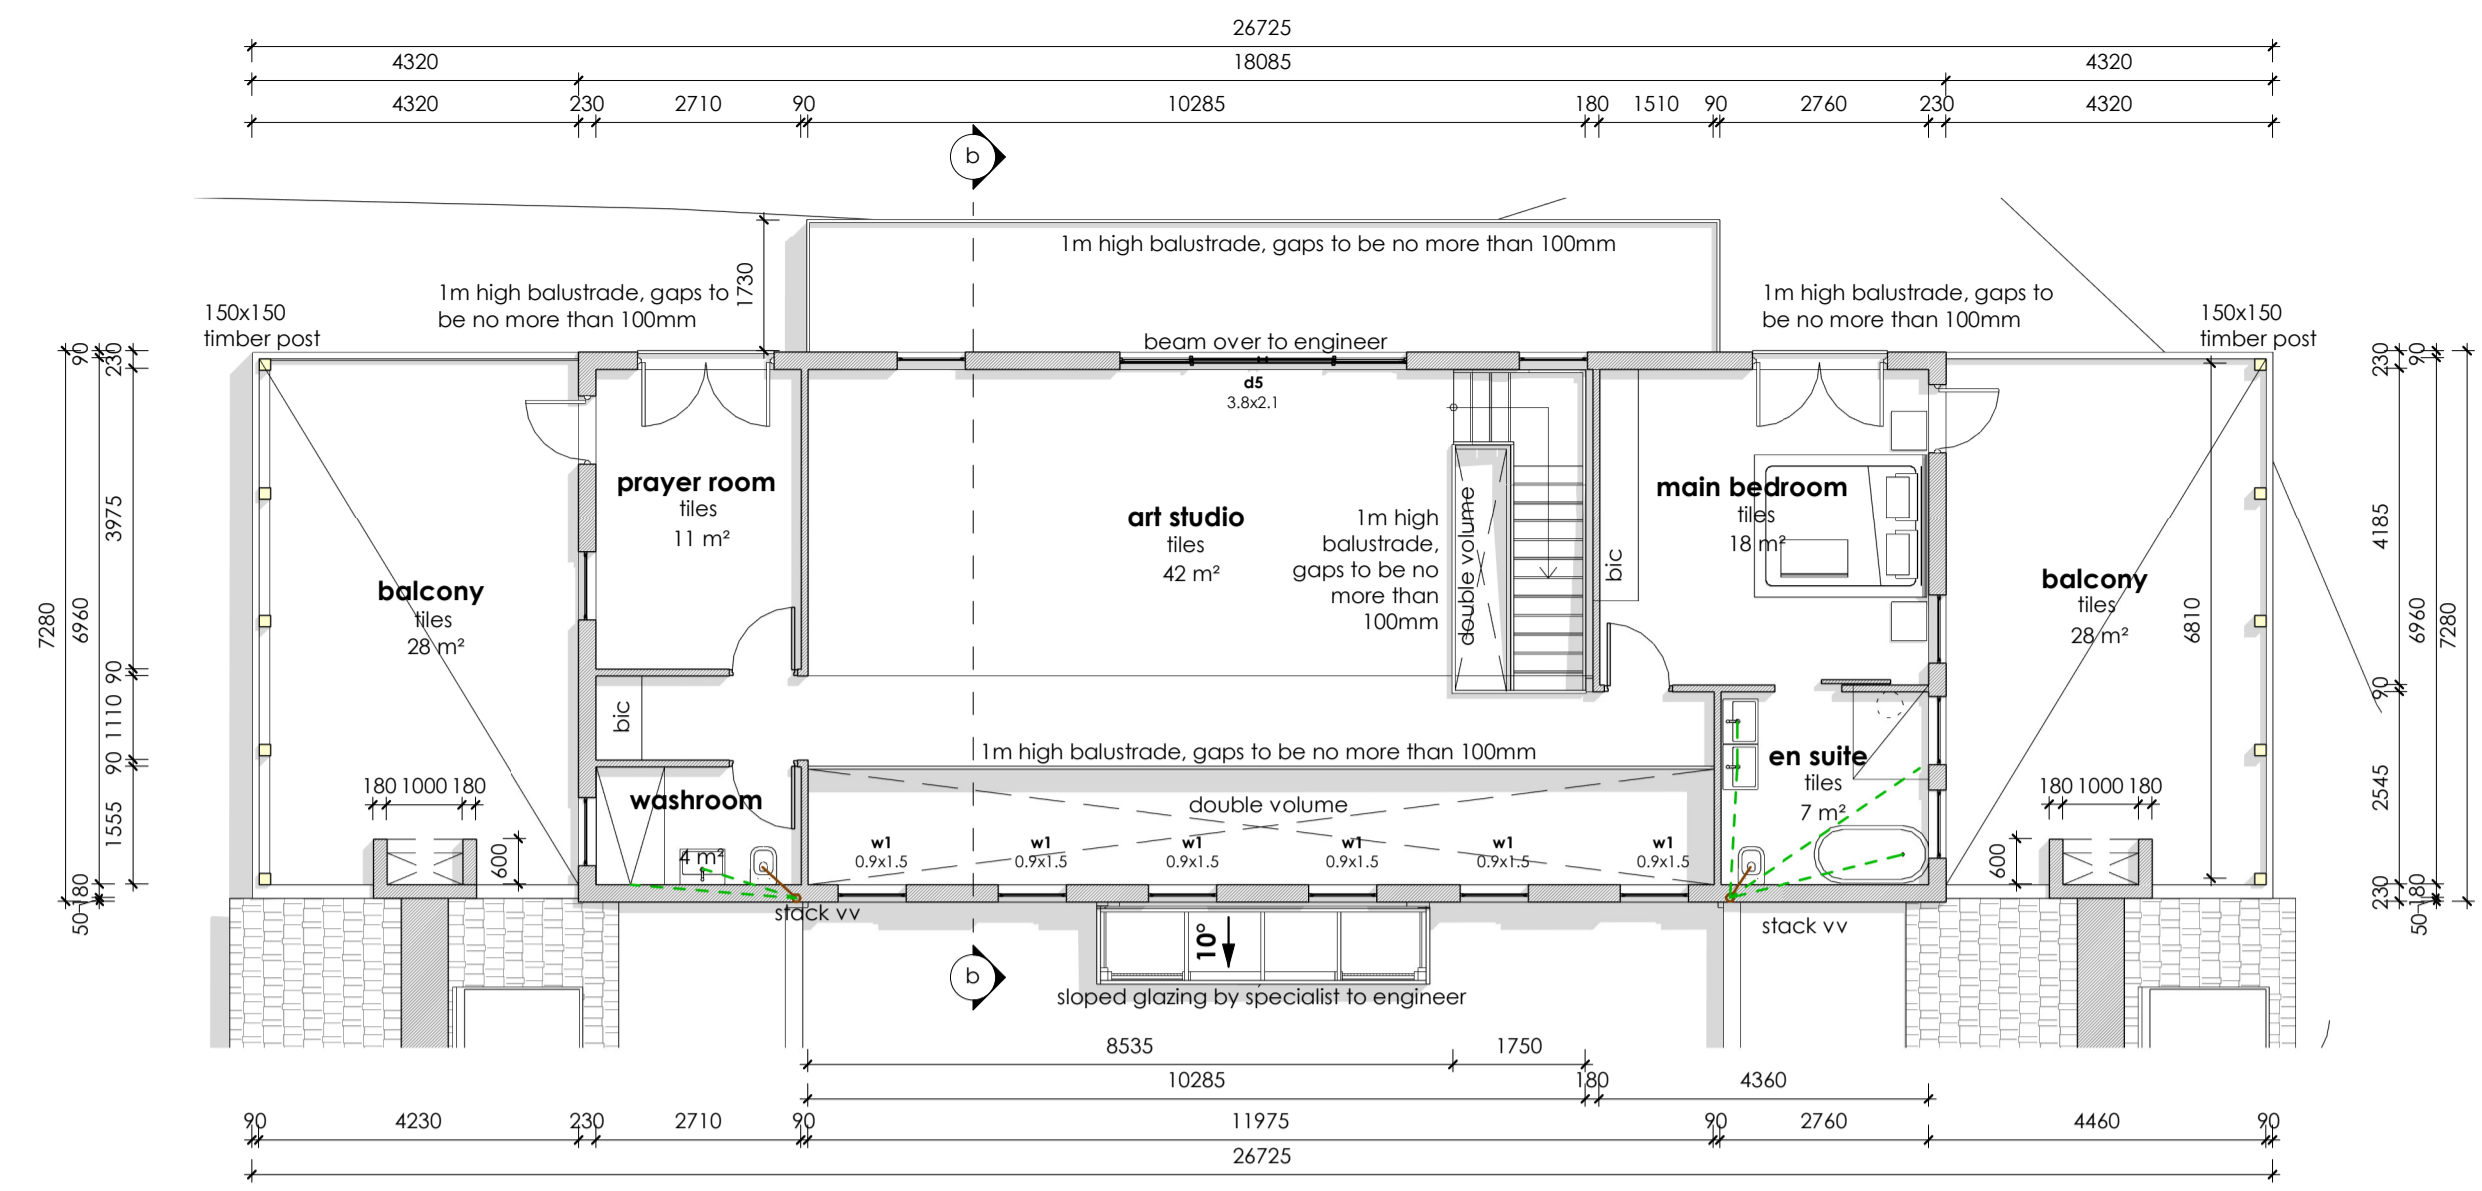 26725
4320 18085 4320
4320 230 2710 90 10285 180 1510 90 2760 230 4320
b
1m high balustrade, gaps to be no more than 100mm
1730
1m high balustrade, gaps to
be no more than 100mm
1m high balustrade, gaps to
be no more than 100mm
150x150
timber post
150x150
timber post
beam over to engineer
d5
3.8x2.1
prayer room
tiles
11 m²
art studio
tiles
42 m²
1m high
balustrade,
gaps to be no
more than
100mm
double volume
bic
main bedroom
tiles
18 m²
balcony
tiles
28 m²
balcony
tiles
28 m²
6810
7280
90 6960 180 50
230 3975 90 1110 90 1555
230 4185 90 2545 230
90 6960 180 50
7280
bic
1m high balustrade, gaps to be no more than 100mm
en suite
tiles
7 m²
180 1000 180
600
washroom
4 m²
double volume
w1
0.9x1.5
w1
0.9x1.5
w1
0.9x1.5
w1
0.9x1.5
w1
0.9x1.5
w1
0.9x1.5
180 1000 180
600
stack vv
stack vv
10°
b
sloped glazing by specialist to engineer
8535 1750
10285 180 4360
90 4230 230 2710 90 11975 90 2760 4460 90
26725